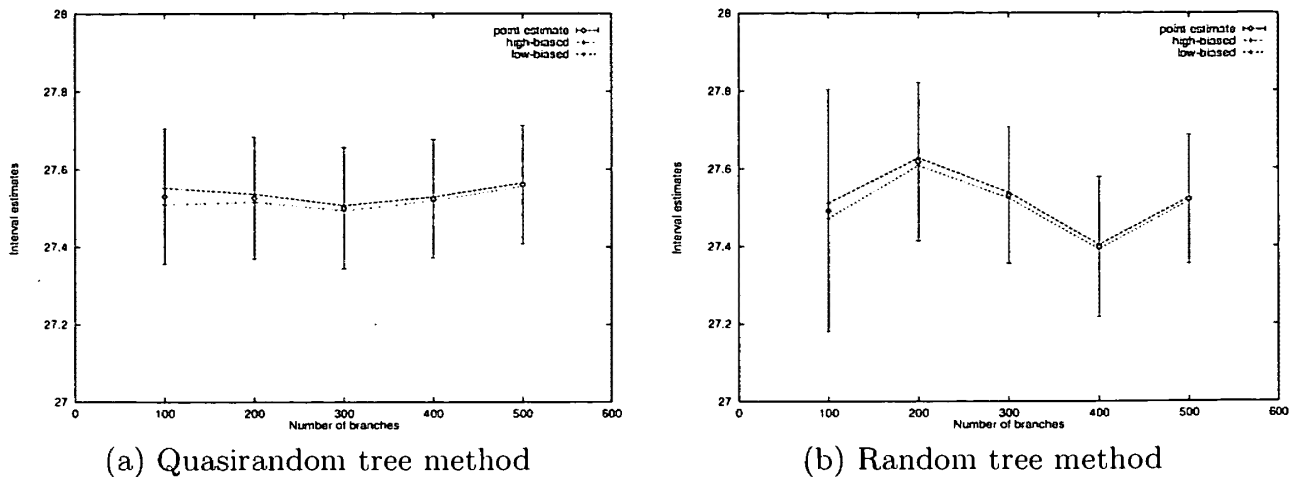 28
27.8
27.6
27.4
27.2
27
Interval estimates
0 100 200 300 400 500 600
Number of branches
point estimate
high-biased
low-biased
(a) Quasirandom tree method
28
27.8
27.6
27.4
27.2
27
Interval estimates
0 100 200 300 400 500 600
Number of branches
point estimate
high-biased
low-biased
(b) Random tree method